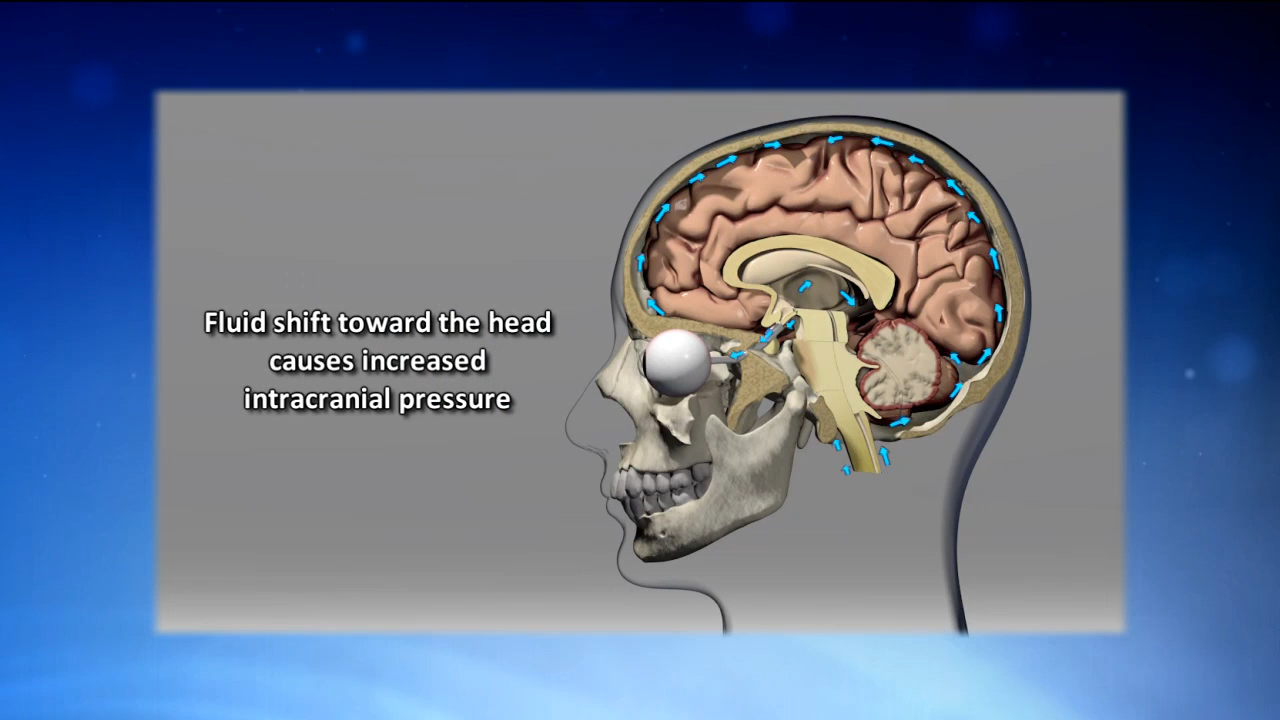 Fluid shift toward the head
causes increased
intracranial pressure